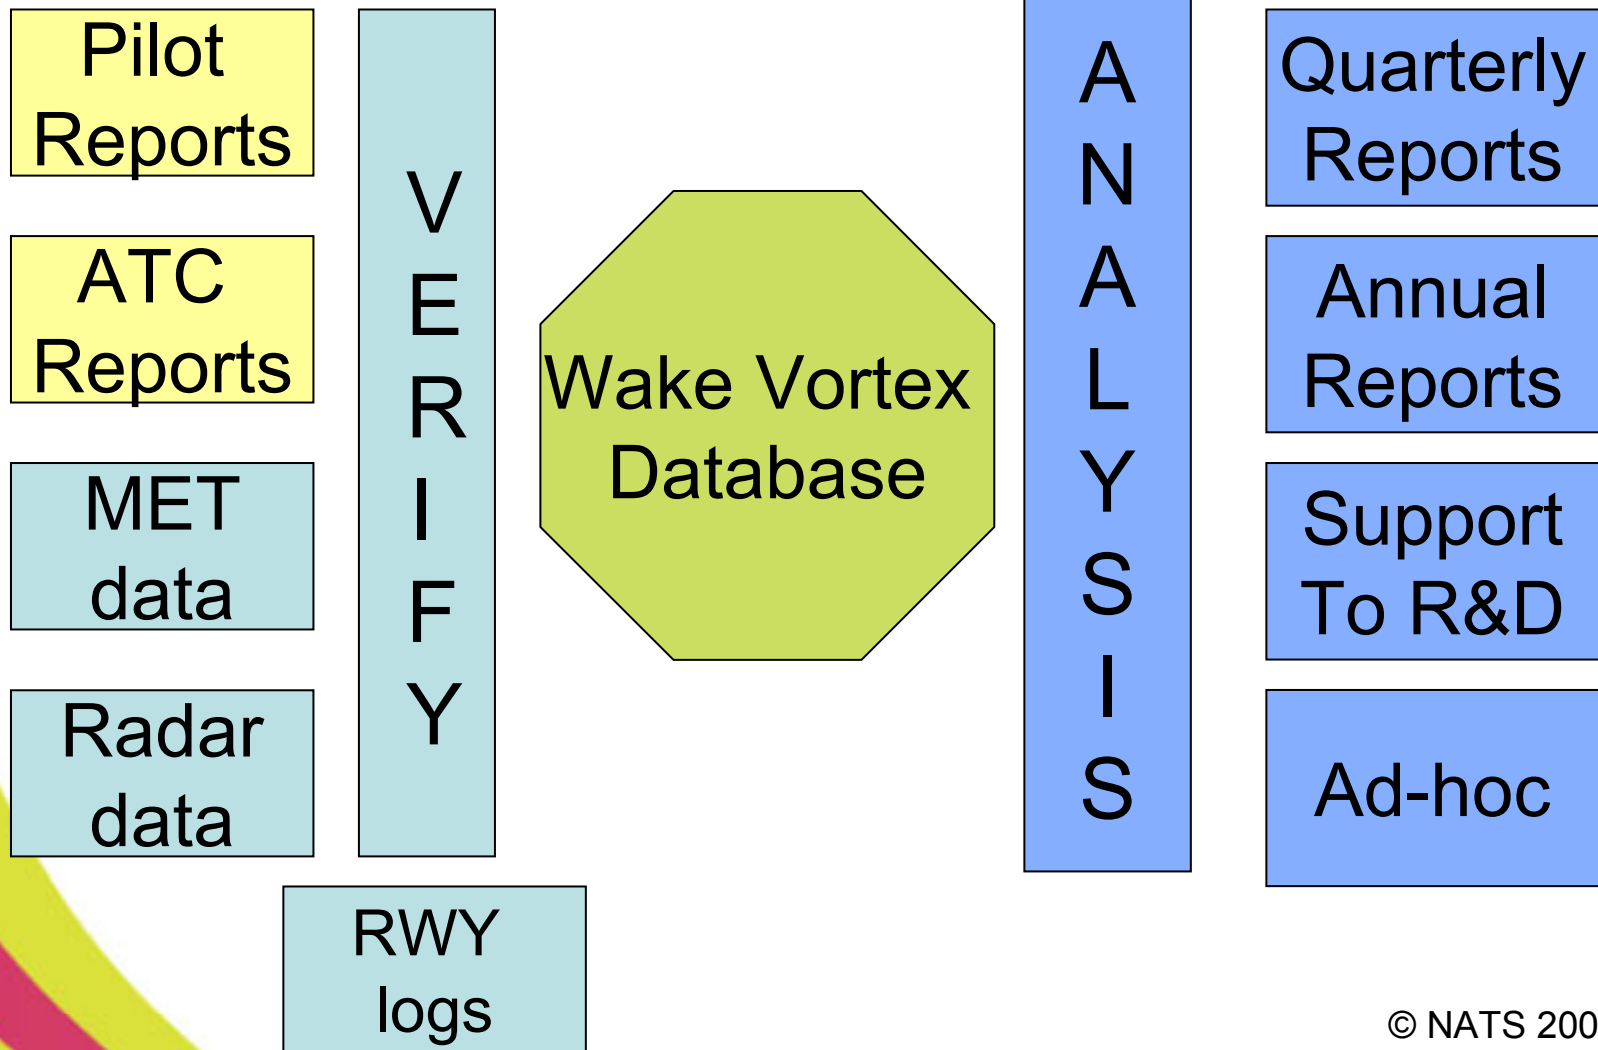 Pilot
Reports
ATC
Reports
MET
data
Radar
data
RWY
logs
V
E
R
I
F
Y
Wake Vortex
Database
A
N
A
L
Y
S
I
S
Quarterly
Reports
Annual
Reports
Support
To R&D
Ad-hoc
© NATS 200